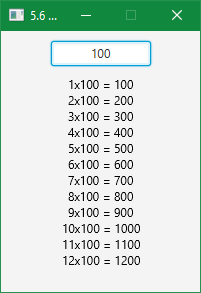 5.6 ...
100
1x100 = 100
2x100 = 200
3x100 = 300
4x100 = 400
5x100 = 500
6x100 = 600
7x100 = 700
8x100 = 800
9x100 = 900
10x100 = 1000
11x100 = 1100
12x100 = 1200